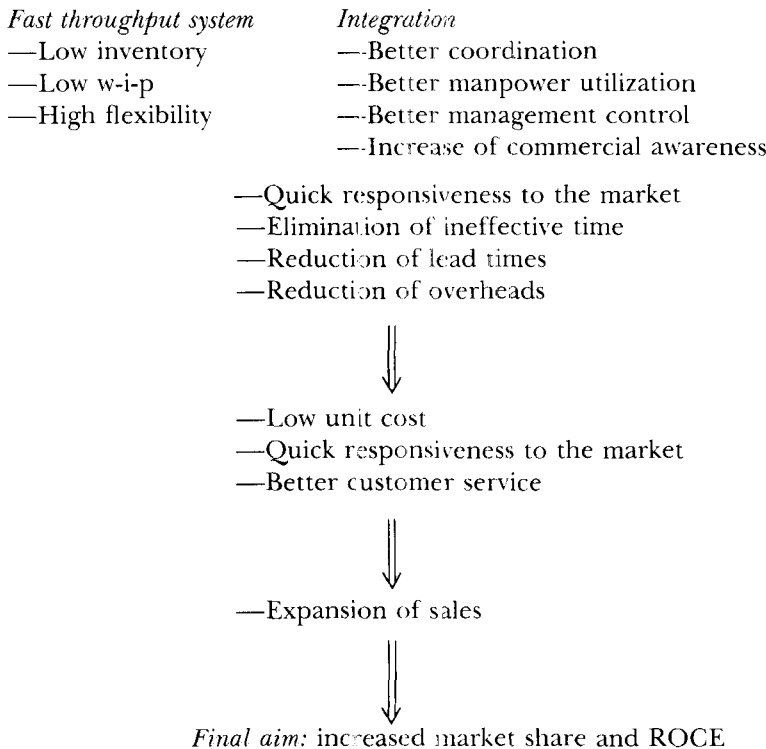 Fast throughput system Integration
—Low inventory —Better coordination
—Low w-i-p —Better manpower utilization
—High flexibility —Better management control
—Increase of commercial awareness
—Quick responsiveness to the market
—Elimination of ineffective time
—Reduction of lead times
—Reduction of overheads
—Low unit cost
—Quick responsiveness to the market
—Better customer service
—Expansion of sales
Final aim: increased market share and ROCE